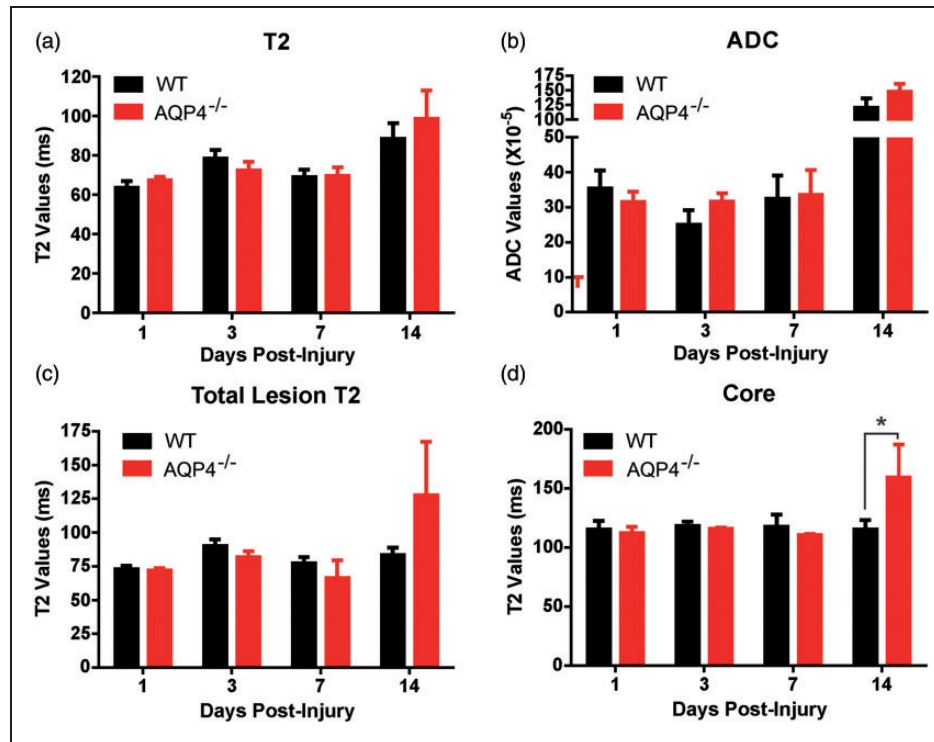 (a)
T2
WT
AQP4-/-
120
100
80
60
40
20
0
T2 Values (ms)
1 3 7 14
Days Post-Injury
(b)
ADC
WT
AQP4-/-
175
150
125
100
50
40
30
20
10
0
ADC Values (X10-5)
1 3 7 14
Days Post-Injury
(c)
Total Lesion T2
WT
AQP4-/-
175
150
125
100
75
50
25
0
T2 Values (ms)
1 3 7 14
Days Post-Injury
(d)
Core
WT
AQP4-/-
*
200
150
100
50
0
T2 Values (ms)
1 3 7 14
Days Post-Injury